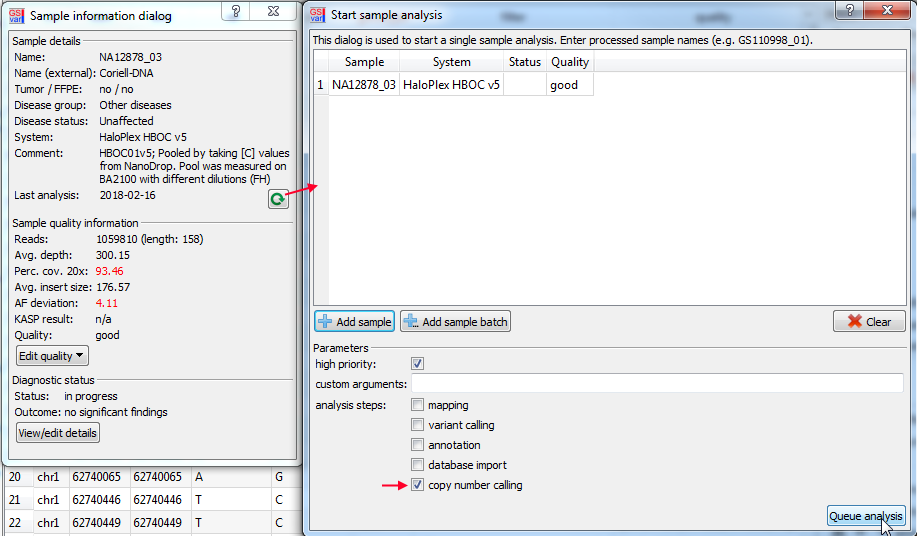 GS
vari
Sample information dialog
?
Sample details
Name: NA12878_03
Name (external): Coriell-DNA
Tumor / FFPE: no / no
Disease group: Other diseases
Disease status: Unaffected
System: HaloPlex HBOC v5
Comment: HBOC01v5; Pooled by taking [C] values
from NanoDrop. Pool was measured on
BA2100 with different dilutions (FH)
Last analysis: 2018-02-16
Sample quality information
Reads: 1059810 (length: 158)
Avg. depth: 300.15
Perc. cov. 20x: 93.46
Avg. insert size: 176.57
AF deviation: 4.11
KASP result: n/a
Quality: good
Edit quality
Diagnostic status
Status: in progress
Outcome: no significant findings
View/edit details
20 chr1 62740065 62740065 A G
21 chr1 62740446 62740446 T C
22 chr1 62740449 62740449 T C
GS
vari
Start sample analysis
?
This dialog is used to start a single sample analysis. Enter processed sample names (e.g. GS110998_01).
Sample System Status Quality
1 NA12878_03 HaloPlex HBOC v5 good
Add sample
Add sample batch
Clear
Parameters
high priority:
custom arguments:
analysis steps:
mapping
variant calling
annotation
database import
copy number calling
Queue analysis